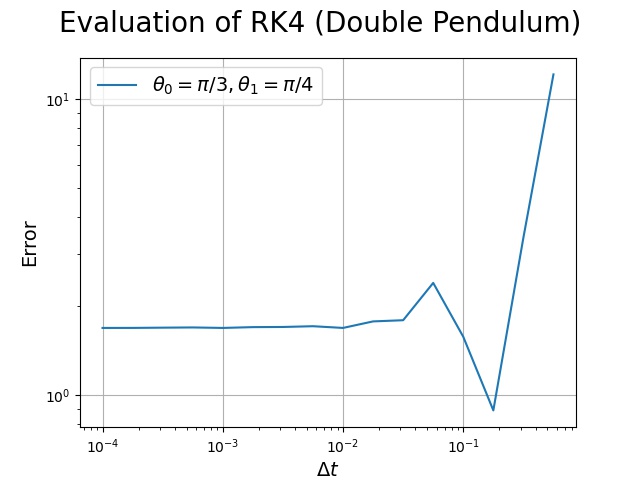 Evaluation of RK4 (Double Pendulum)
θ₀ = π/3, θ₁ = π/4
10¹
10⁰
Error
10⁻⁴ 10⁻³ 10⁻² 10⁻¹
Δt